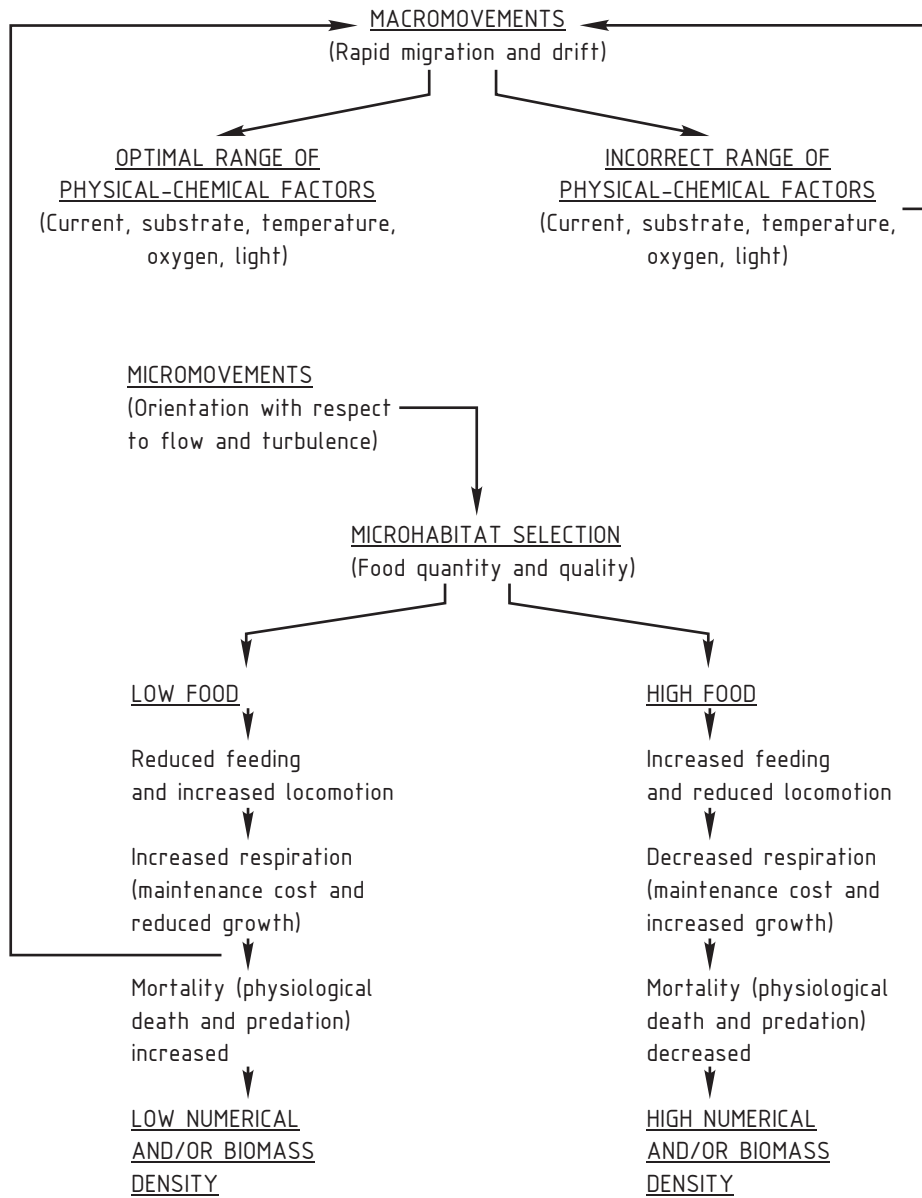 MACROMOVEMENTS
(Rapid migration and drift)
OPTIMAL RANGE OF
PHYSICAL-CHEMICAL FACTORS
(Current, substrate, temperature,
oxygen, light)
INCORRECT RANGE OF
PHYSICAL-CHEMICAL FACTORS
(Current, substrate, temperature,
oxygen, light)
MICROMOVEMENTS
(Orientation with respect
to flow and turbulence)
MICROHABITAT SELECTION
(Food quantity and quality)
LOW FOOD
Reduced feeding
and increased locomotion
Increased respiration
(maintenance cost and
reduced growth)
Mortality (physiological
death and predation)
increased
LOW NUMERICAL
AND/OR BIOMASS
DENSITY
HIGH FOOD
Increased feeding
and reduced locomotion
Decreased respiration
(maintenance cost and
increased growth)
Mortality (physiological
death and predation)
decreased
HIGH NUMERICAL
AND/OR BIOMASS
DENSITY